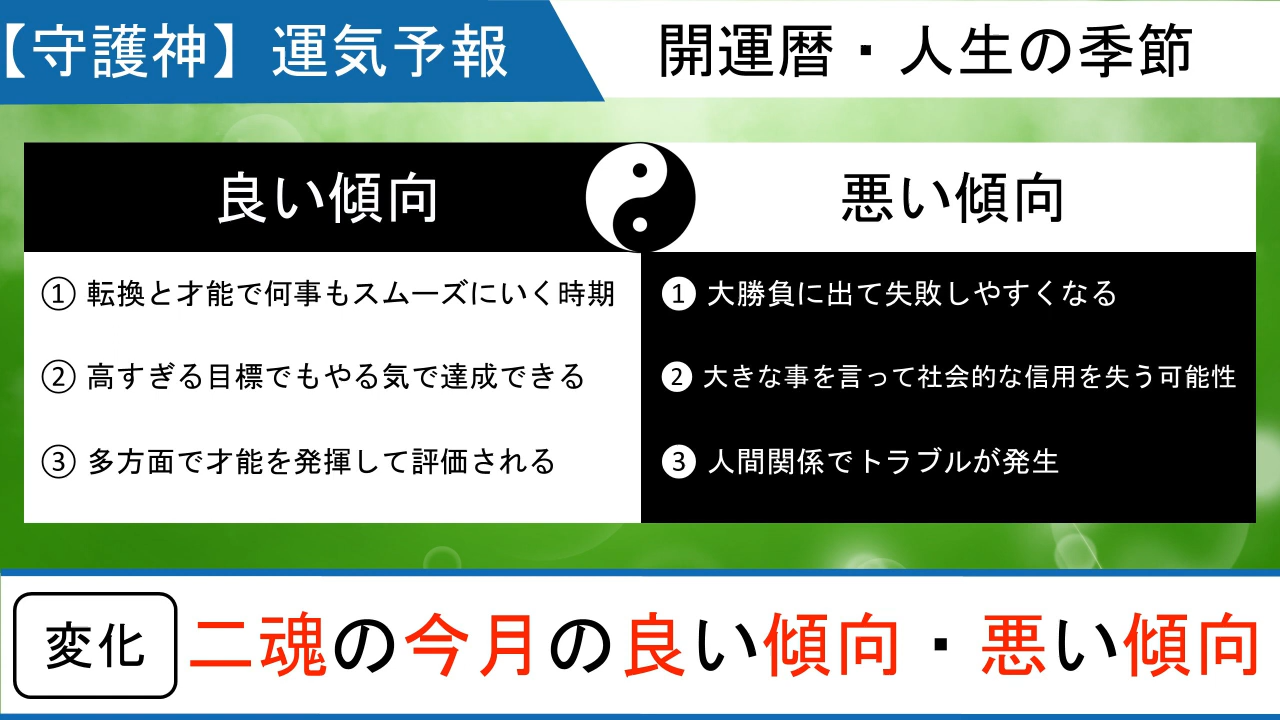 【守護神】運気予報
開運暦・人生の季節
良い傾向
悪い傾向
① 転換と才能で何事もスムーズにいく時期
② 高すぎる目標でもやる気で達成できる
③ 多方面で才能を発揮して評価される
❶ 大勝負に出て失敗しやすくなる
❷ 大きな事を言って社会的な信用を失う可能性
❸ 人間関係でトラブルが発生
変化
二魂の今月の良い傾向・悪い傾向